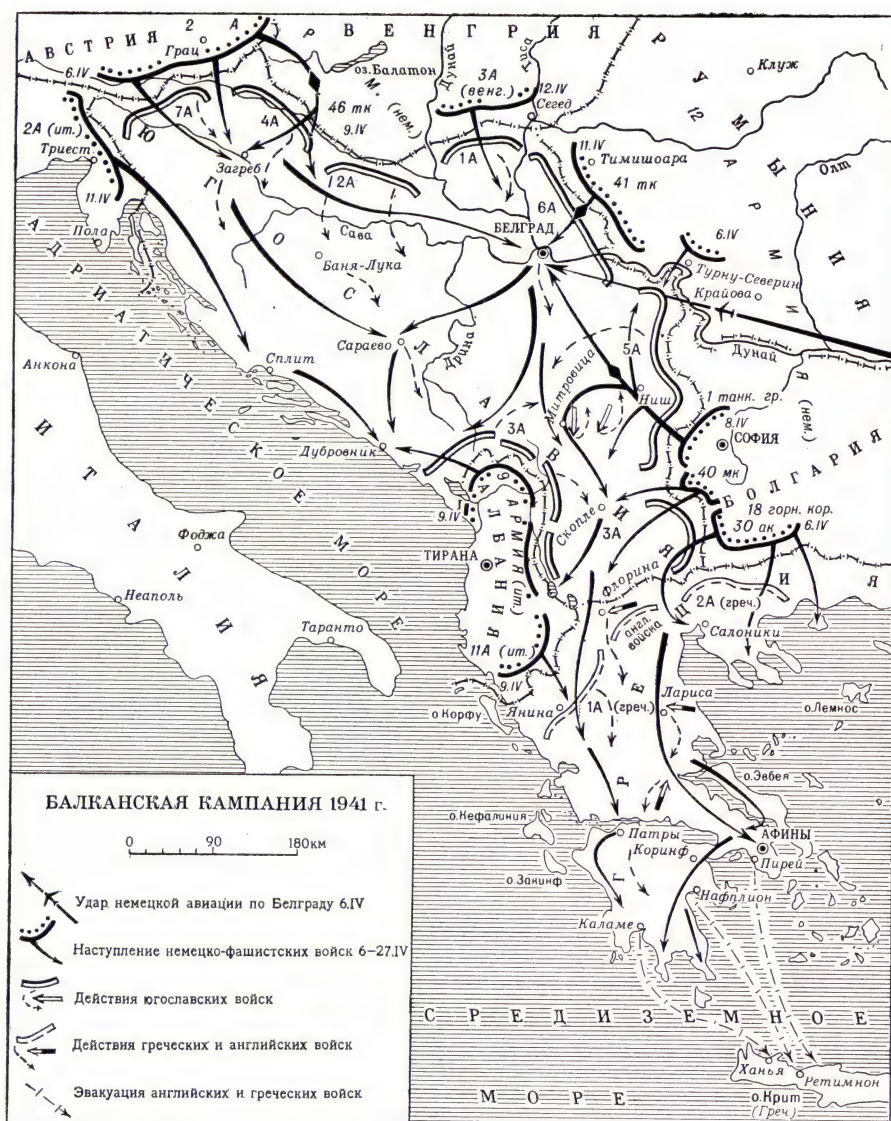 АВСТРИЯ
2 А
Грац
6.IV
ВЕНГРИЯ
оз.Балатон
Дунай
Тиса
3А
(венг.)
12.IV
Сегед
РУМЫНИЯ
Клуж
12 АРМИЯ (нем.)
М. (нем.)
7А
4А
46 тк
9.IV
2А (ит.)
Триест
11.IV
Пола
Загреб I
2А
1А
11.IV
Тимишоара
41 тк
Олт
6А
БЕЛГРАД
Сава
Баня-Лука
6.IV
Турну-Северин
Крайова
Дунай
ЮГОСЛАВИЯ
АДРИАТИЧЕСКОЕ МОРЕ
Анкона
Сплит
Сараево
Дрина
Митровица
5А
Ниш
1 танк. гр.
8.IV
СОФИЯ
БОЛГАРИЯ
Дубровник
3А
40 мк
18 горн. кор.
30 ак
6.IV
ИТАЛИЯ
Фоджа
Неаполь
Таранто
9.IV
9 АРМИЯ (ит.)
АЛБАНИЯ
ТИРАНА
Скопле
3А
Флорина
2А (греч.)
Салоники
англ.
войска
11А (ит.)
9.IV
ГРЕЦИЯ
о.Корфу
Янина
1А (греч.)
Лариса
о.Лемнос
о.Эвбея
о.Кефалиния
Патры
АФИНЫ
Коринф
Пирей
о.Закинф
Нафплион
Каламе
СРЕДИЗЕМНОЕ
МОРЕ
Ханья
Ретимнон
о.Крит
(Греч.)
БАЛКАНСКАЯ КАМПАНИЯ 1941 г.
0 90 180км
Удар немецкой авиации по Белграду 6.IV
Наступление немецко-фашистских войск 6–27.IV
Действия югославских войск
Действия греческих и английских войск
Эвакуация английских и греческих войск